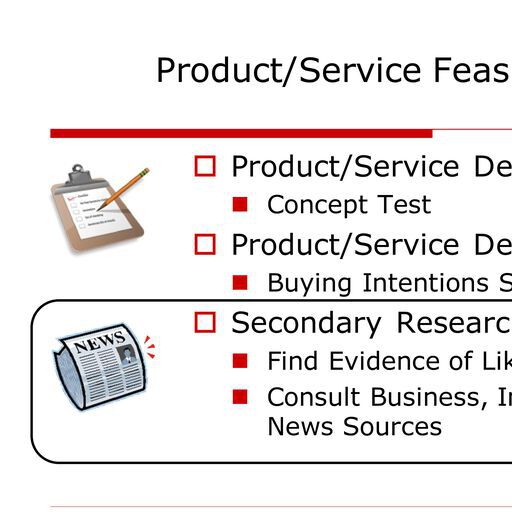 Product/Service Feas
Product/Service De
Concept Test
Product/Service De
Buying Intentions S
Secondary Researc
Find Evidence of Lik
Consult Business, In
News Sources
NEWS